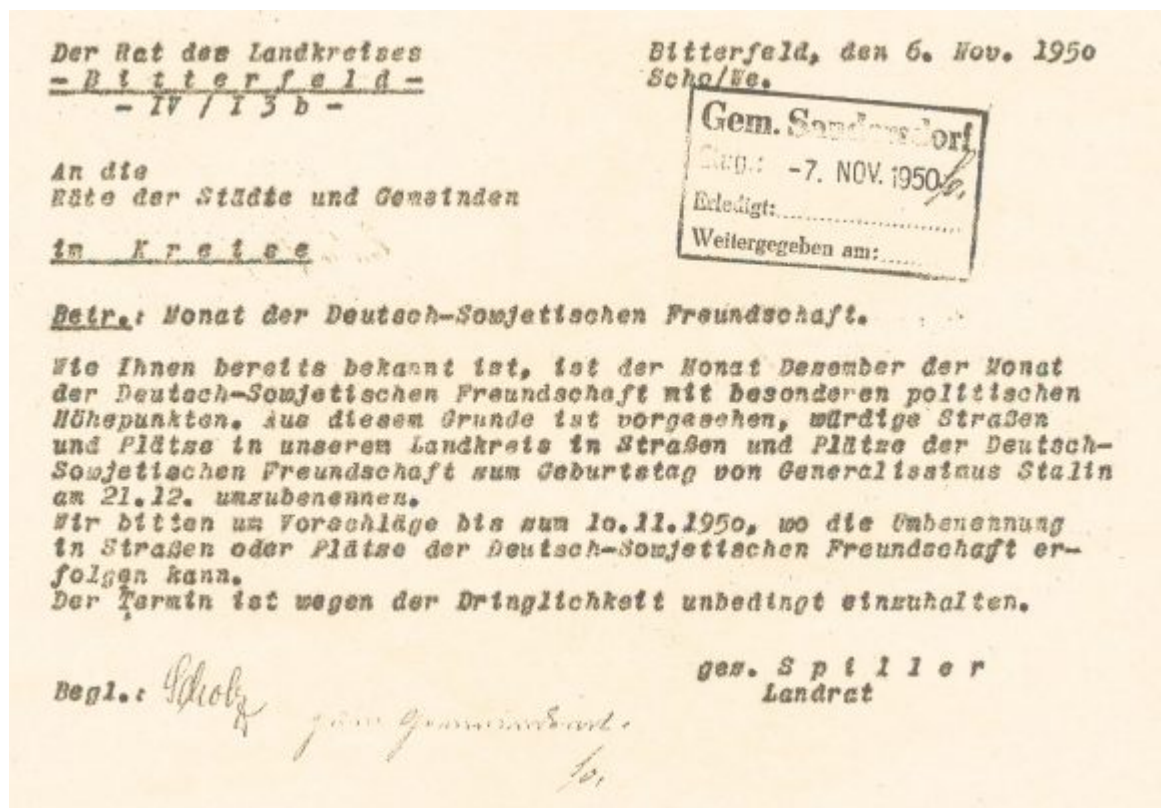 Der Rat des Landkreises
- B i t t e r f e l d -
- IV / I 3 b -
Bitterfeld, den 6. Nov. 1950
Scho/We.
Gem. Sandersdorf
Eing.: -7. NOV. 1950
Erledigt:
Weitergegeben am:
An die
Räte der Städte und Gemeinden
im K r e i s e
Betr.: Monat der Deutsch-Sowjetischen Freundschaft.
Wie Ihnen bereits bekannt ist, ist der Monat Dezember der Monat
der Deutsch-Sowjetischen Freundschaft mit besonderen politischen
Höhepunkten. Aus diesem Grunde ist vorgesehen, würdige Straßen
und Plätze in unserem Landkreis in Straßen und Plätze der Deutsch-
Sowjetischen Freundschaft zum Geburtstag von Generalissimus Stalin
am 21.12. umzubenennen.
Wir bitten um Vorschläge bis zum 1o.11.195o, wo die Umbenennung
in Straßen oder Plätze der Deutsch-Sowjetischen Freundschaft er-
folgen kann.
Der Termin ist wegen der Dringlichkeit unbedingt einzuhalten.
gez. S p i l l e r
Landrat
Begl.: Scholz
zum